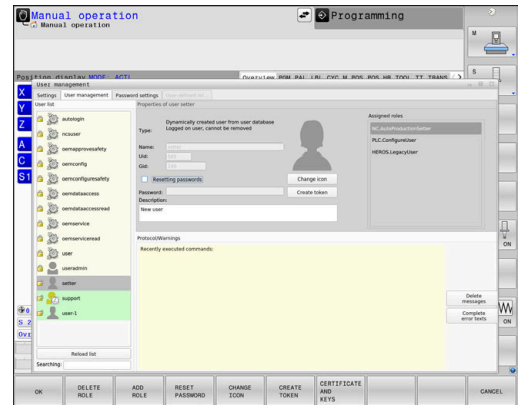 Manual operation
Manual operation
Programming
Position display MODE: ACTL
Overview PGM PAL LBL CYC M POS POS HR TOOL TT TRANS
User management
Settings User management Password settings
User list
Properties of user setter
autologin
ncouser
oemapprovesafety
oemconfig
oemconfiguresafety
oemdataaccess
oemdataaccessread
oemservice
oemserviceread
user
useradmin
setter
support
user-1
Reload list
Searching:
Type:
Dynamically created user from user database
Logged on user, cannot be removed
Name:
Uid:
Gid:
Resetting passwords
Change icon
Password:
Create token
Description:
New user
Assigned roles
NC.AutoProductionSetter
PLC.ConfigureUser
HEROS.LegacyUser
Protocol/Warnings
Recently executed commands:
Delete
messages
Complete
error texts
X
Y
Z
A
C
S1
S 2
Ovr
M
S
ON
ON
OK
DELETE
ROLE
ADD
ROLE
RESET
PASSWORD
CHANGE
ICON
CREATE
TOKEN
CERTIFICATE
AND
KEYS
CANCEL